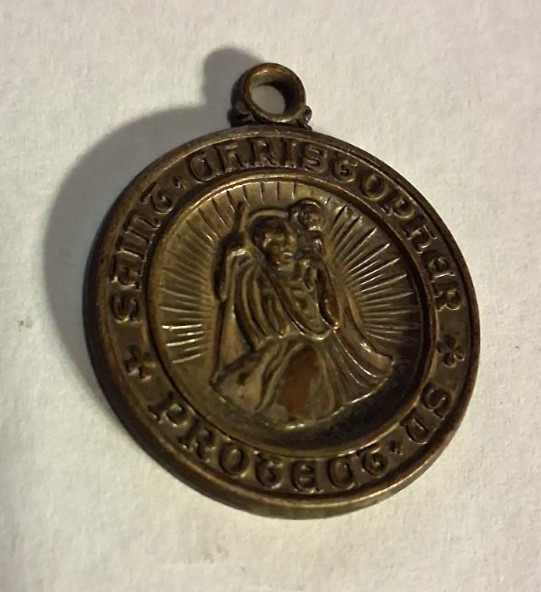 SAINT · CHRISTOPHER
PROTECT · US